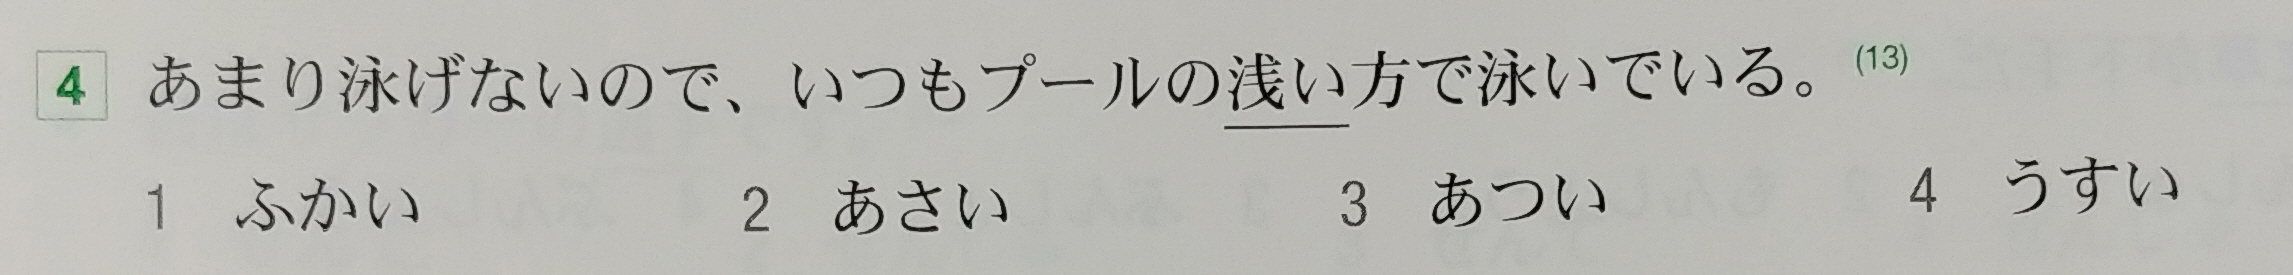 4 あまり泳げないので、いつもプールの浅い方で泳いでいる。(13)
1 ふかい 2 あさい 3 あつい 4 うすい